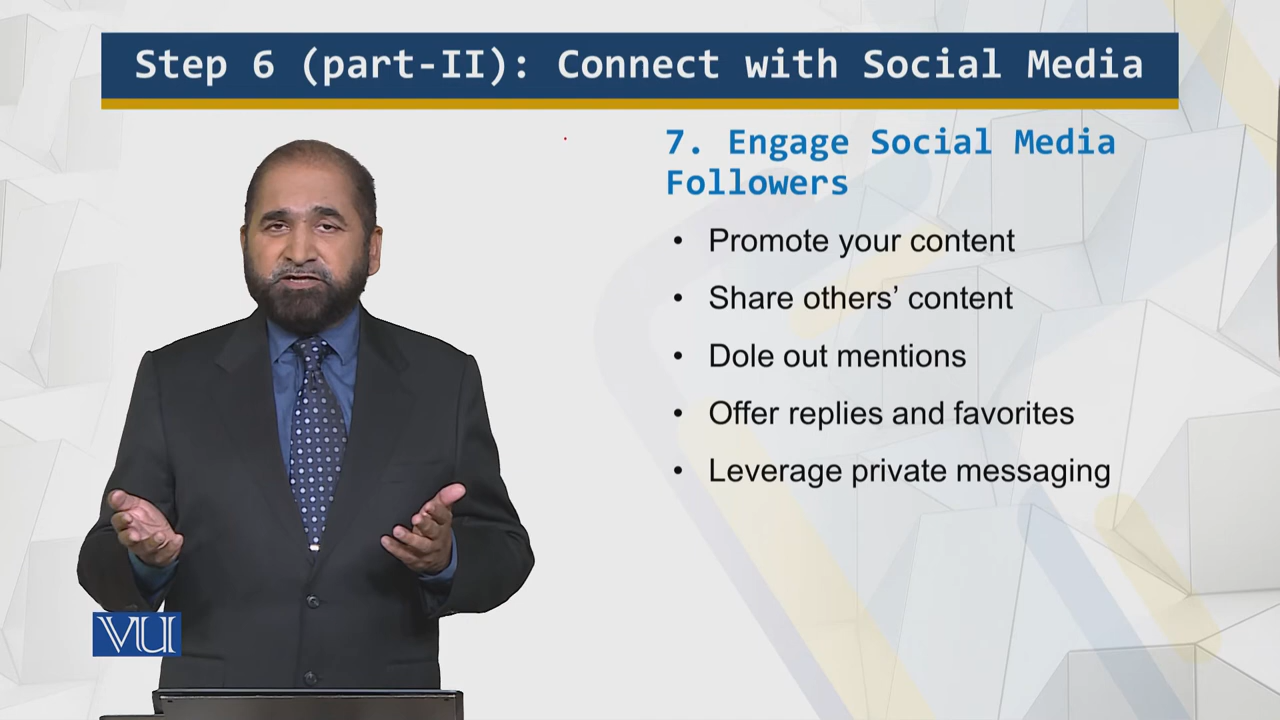 Step 6 (part-II): Connect with Social Media
7. Engage Social Media
Followers
• Promote your content
• Share others’ content
• Dole out mentions
• Offer replies and favorites
• Leverage private messaging
VU